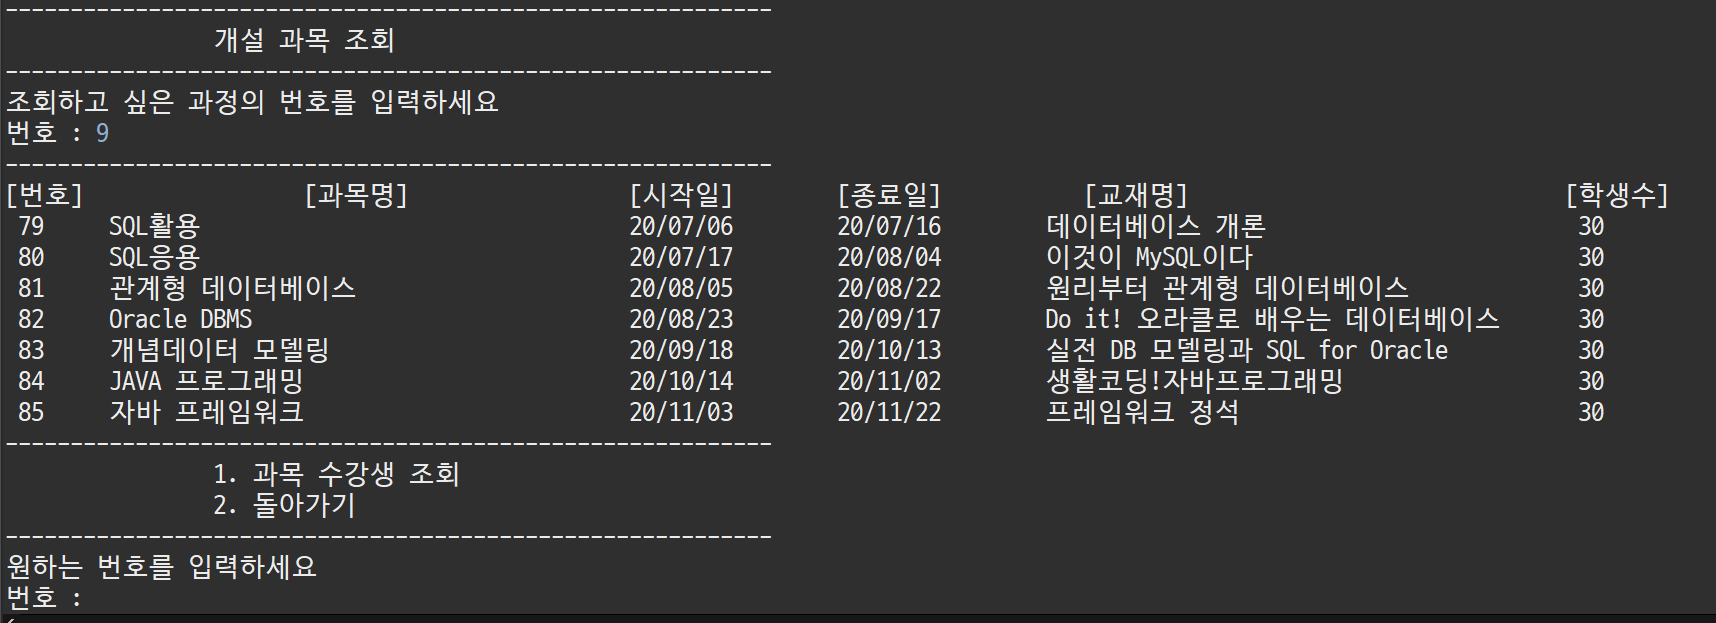 -----------------------------------------------------------
개설 과목 조회
-----------------------------------------------------------
조회하고 싶은 과정의 번호를 입력하세요
번호 : 9
-----------------------------------------------------------
[번호] [과목명] [시작일] [종료일] [교재명] [학생수]
79 SQL활용 20/07/06 20/07/16 데이터베이스 개론 30
80 SQL응용 20/07/17 20/08/04 이것이 MySQL이다 30
81 관계형 데이터베이스 20/08/05 20/08/22 원리부터 관계형 데이터베이스 30
82 Oracle DBMS 20/08/23 20/09/17 Do it! 오라클로 배우는 데이터베이스 30
83 개념데이터 모델링 20/09/18 20/10/13 실전 DB 모델링과 SQL for Oracle 30
84 JAVA 프로그래밍 20/10/14 20/11/02 생활코딩!자바프로그래밍 30
85 자바 프레임워크 20/11/03 20/11/22 프레임워크 정석 30
-----------------------------------------------------------
1. 과목 수강생 조회
2. 돌아가기
-----------------------------------------------------------
원하는 번호를 입력하세요
번호 :